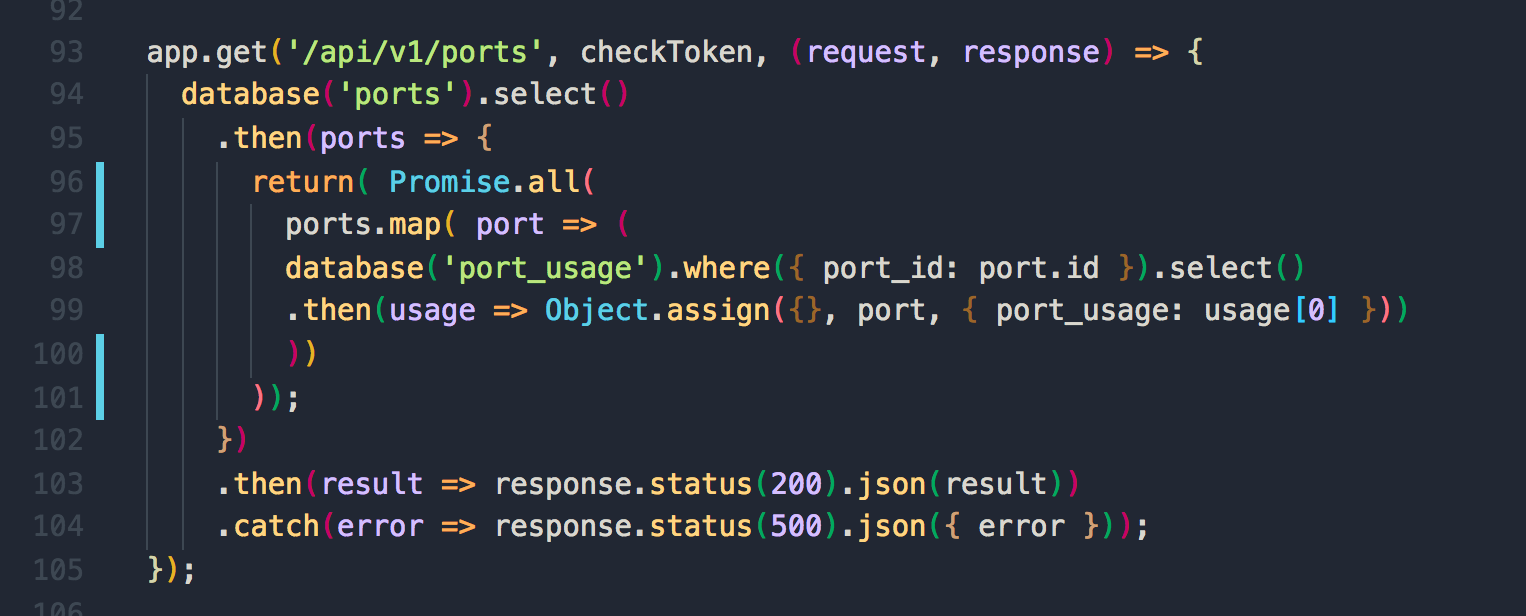 92
93 app.get('/api/v1/ports', checkToken, (request, response) => {
94 database('ports').select()
95 .then(ports => {
96 return( Promise.all(
97 ports.map( port => (
98 database('port_usage').where({ port_id: port.id }).select()
99 .then(usage => Object.assign({}, port, { port_usage: usage[0] }))
100 ))
101 ));
102 })
103 .then(result => response.status(200).json(result))
104 .catch(error => response.status(500).json({ error }));
105 });
106